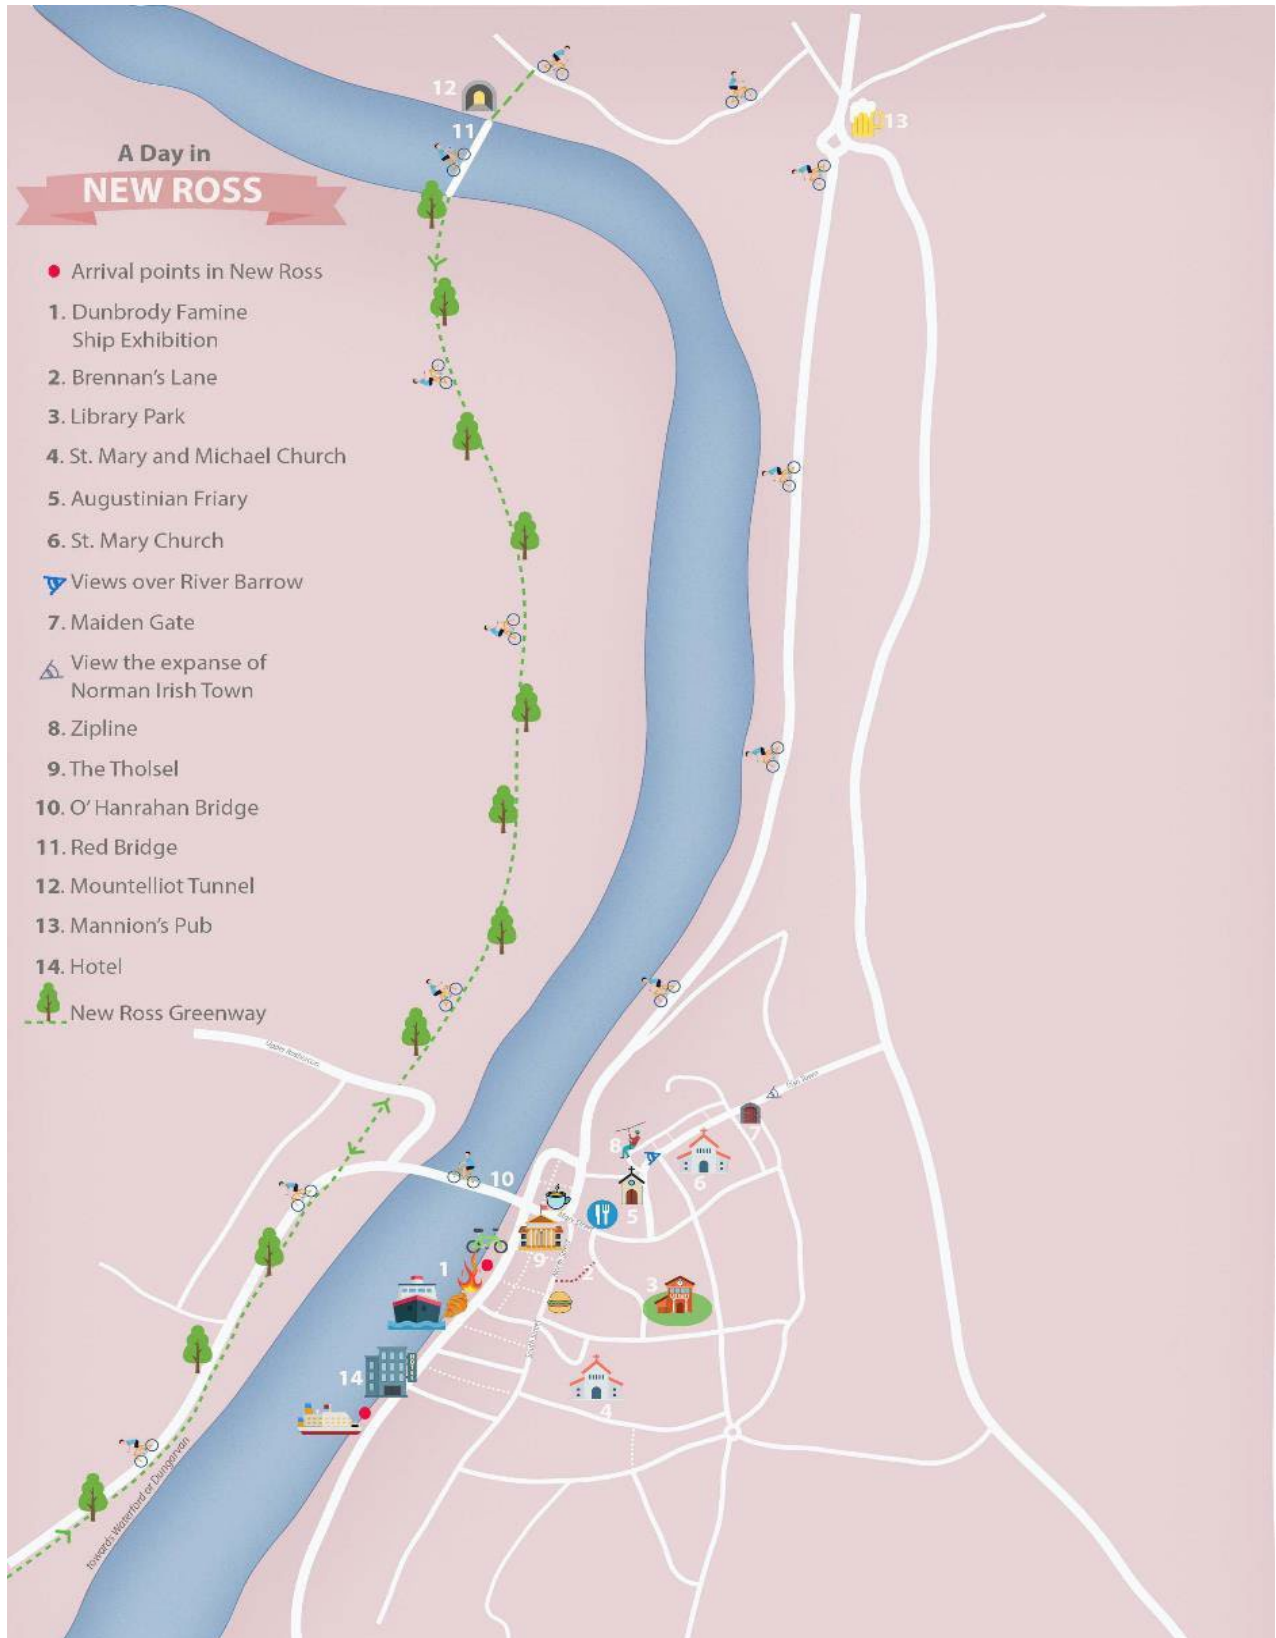 A Day in
NEW ROSS
Arrival points in New Ross
1. Dunbrody Famine
Ship Exhibition
2. Brennan's Lane
3. Library Park
4. St. Mary and Michael Church
5. Augustinian Friary
6. St. Mary Church
Views over River Barrow
7. Maiden Gate
View the expanse of
Norman Irish Town
8. Zipline
9. The Tholsel
10. O' Hanrahan Bridge
11. Red Bridge
12. Mountelliot Tunnel
13. Mannion's Pub
14. Hotel
New Ross Greenway
12
11
13
7
8
6
5
10
9
1
2
3
14
HOTEL
4
towards Waterford or Dungarvan